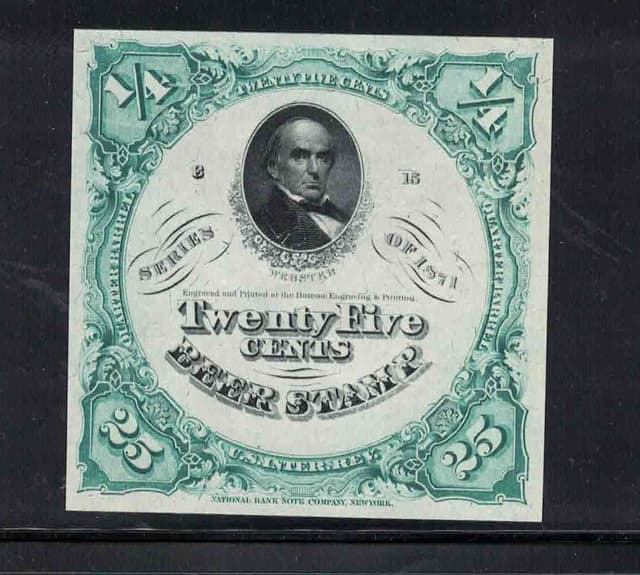 1/4
TWENTY FIVE CENTS
1/4
QUARTER BARREL
QUARTER BARREL
15
SERIES
OF 1871
WEBSTER
Engraved and Printed at the Bureau Engraving & Printing.
Twenty Five
CENTS
BEER STAMP
25
U.S. INTER. REV.
25
NATIONAL BANK NOTE COMPANY, NEW YORK.